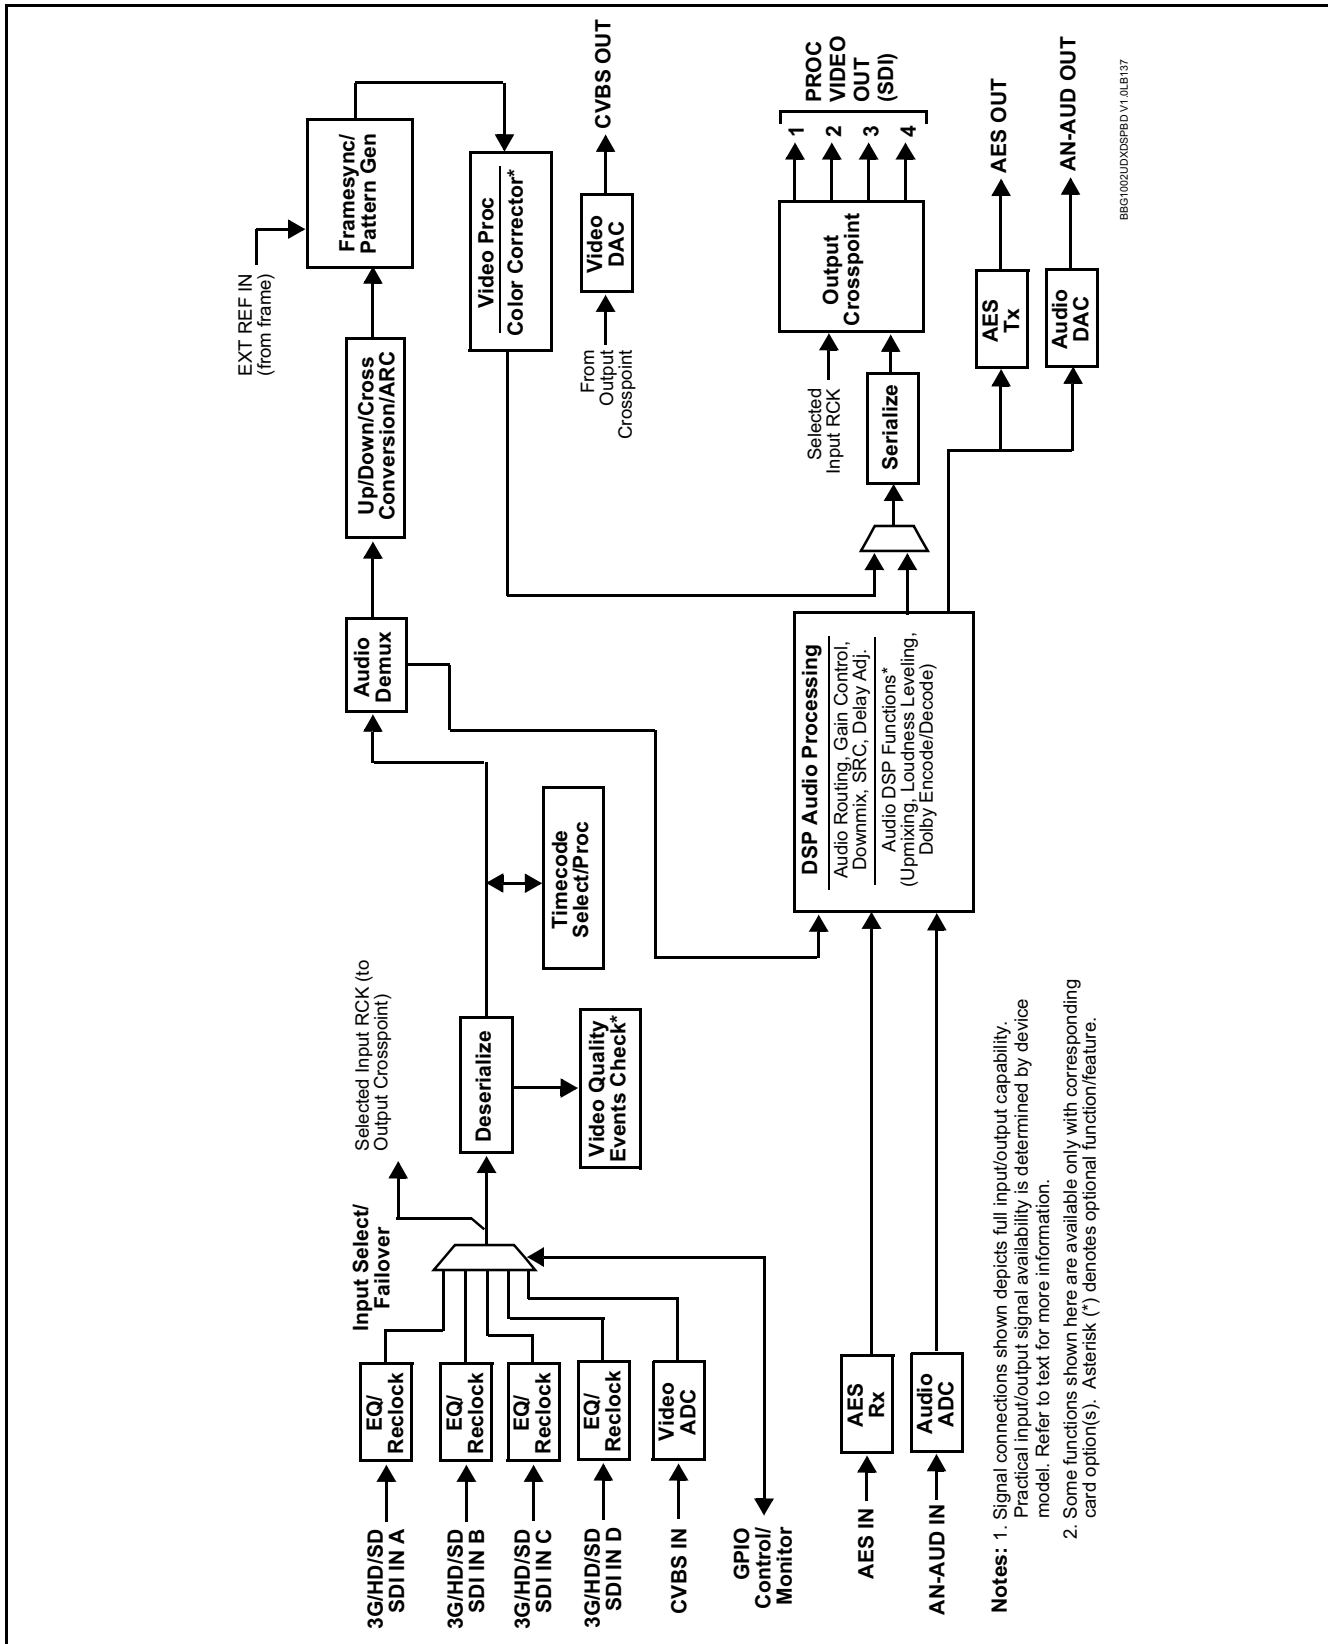 3G/HD/SD
SDI IN A
3G/HD/SD
SDI IN B
3G/HD/SD
SDI IN C
3G/HD/SD
SDI IN D
CVBS IN
GPIO
Control/
Monitor
AES IN
AN-AUD IN
EQ/
Reclock
EQ/
Reclock
EQ/
Reclock
EQ/
Reclock
Video
ADC
AES
Rx
Audio
ADC
Input Select/
Failover
Selected Input RCK (to
Output Crosspoint)
Deserialize
Video Quality
Events Check*
Timecode
Select/Proc
Audio
Demux
Up/Down/Cross
Conversion/ARC
EXT REF IN
(from frame)
Framesync/
Pattern Gen
Video Proc
Color Corrector*
From
Output
Crosspoint
Video
DAC
CVBS OUT
DSP Audio Processing
Audio Routing, Gain Control,
Downmix, SRC, Delay Adj.
Audio DSP Functions*
(Upmixing, Loudness Leveling,
Dolby Encode/Decode)
Serialize
Selected
Input RCK
Output
Crosspoint
1
2
3
4
PROC
VIDEO
OUT
(SDI)
AES
Tx
AES OUT
Audio
DAC
AN-AUD OUT
Notes: 1. Signal connections shown depicts full input/output capability.
Practical input/output signal availability is determined by device
model. Refer to text for more information.
2. Some functions shown here are available only with corresponding
card option(s). Asterisk (*) denotes optional function/feature.
BBG1002UDXDSPBD V1.0LB137